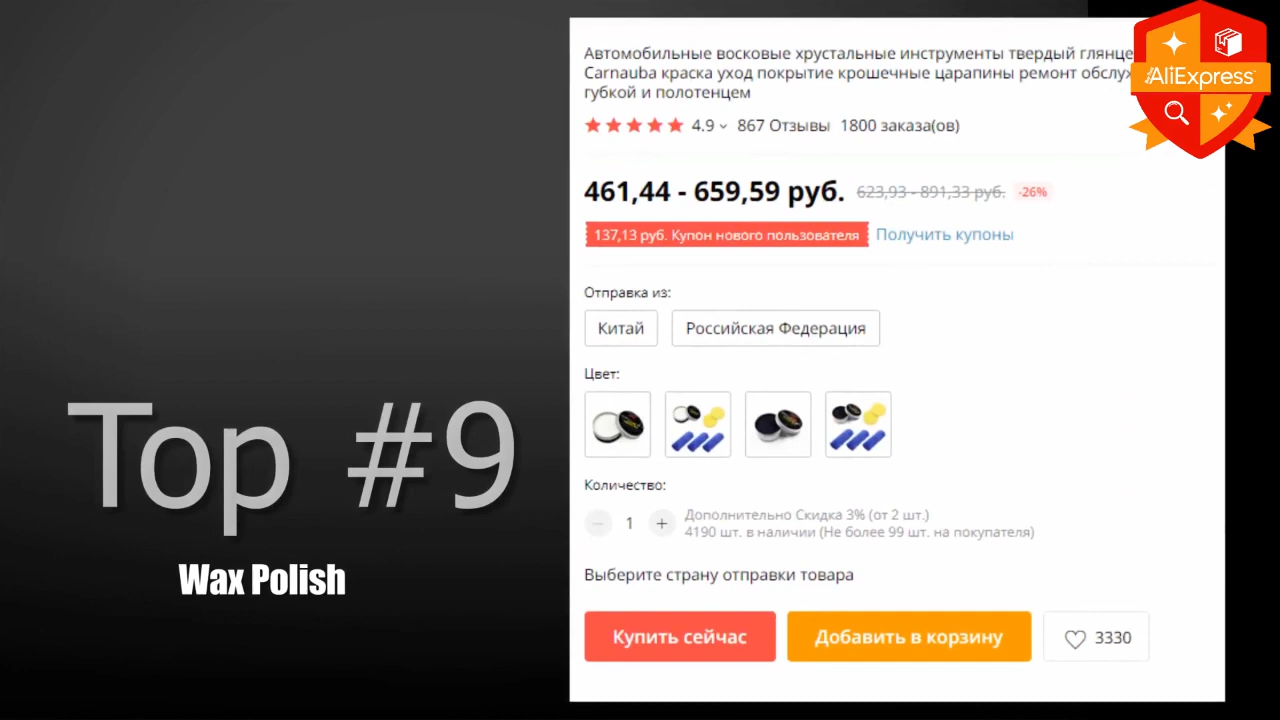 Автомобильные восковые хрустальные инструменты твердый
Carnauba краска уход покрытие крошечные царапины ремонт
губкой и полотенцем
4.9 867 Отзывы 1800 заказа(ов)
461,44 - 659,59 руб. 623,93 - 891,33 руб. -26%
137,13 руб. Купон нового пользователя Получить купоны
Отправка из:
Китай Российская Федерация
Цвет:
Количество:
− 1 + Дополнительно Скидка 3% (от 2 шт.)
4190 шт. в наличии (Не более 99 шт. на покупателя)
Выберите страну отправки товара
Купить сейчас Добавить в корзину 3330
AliExpress
Top #9
Wax Polish